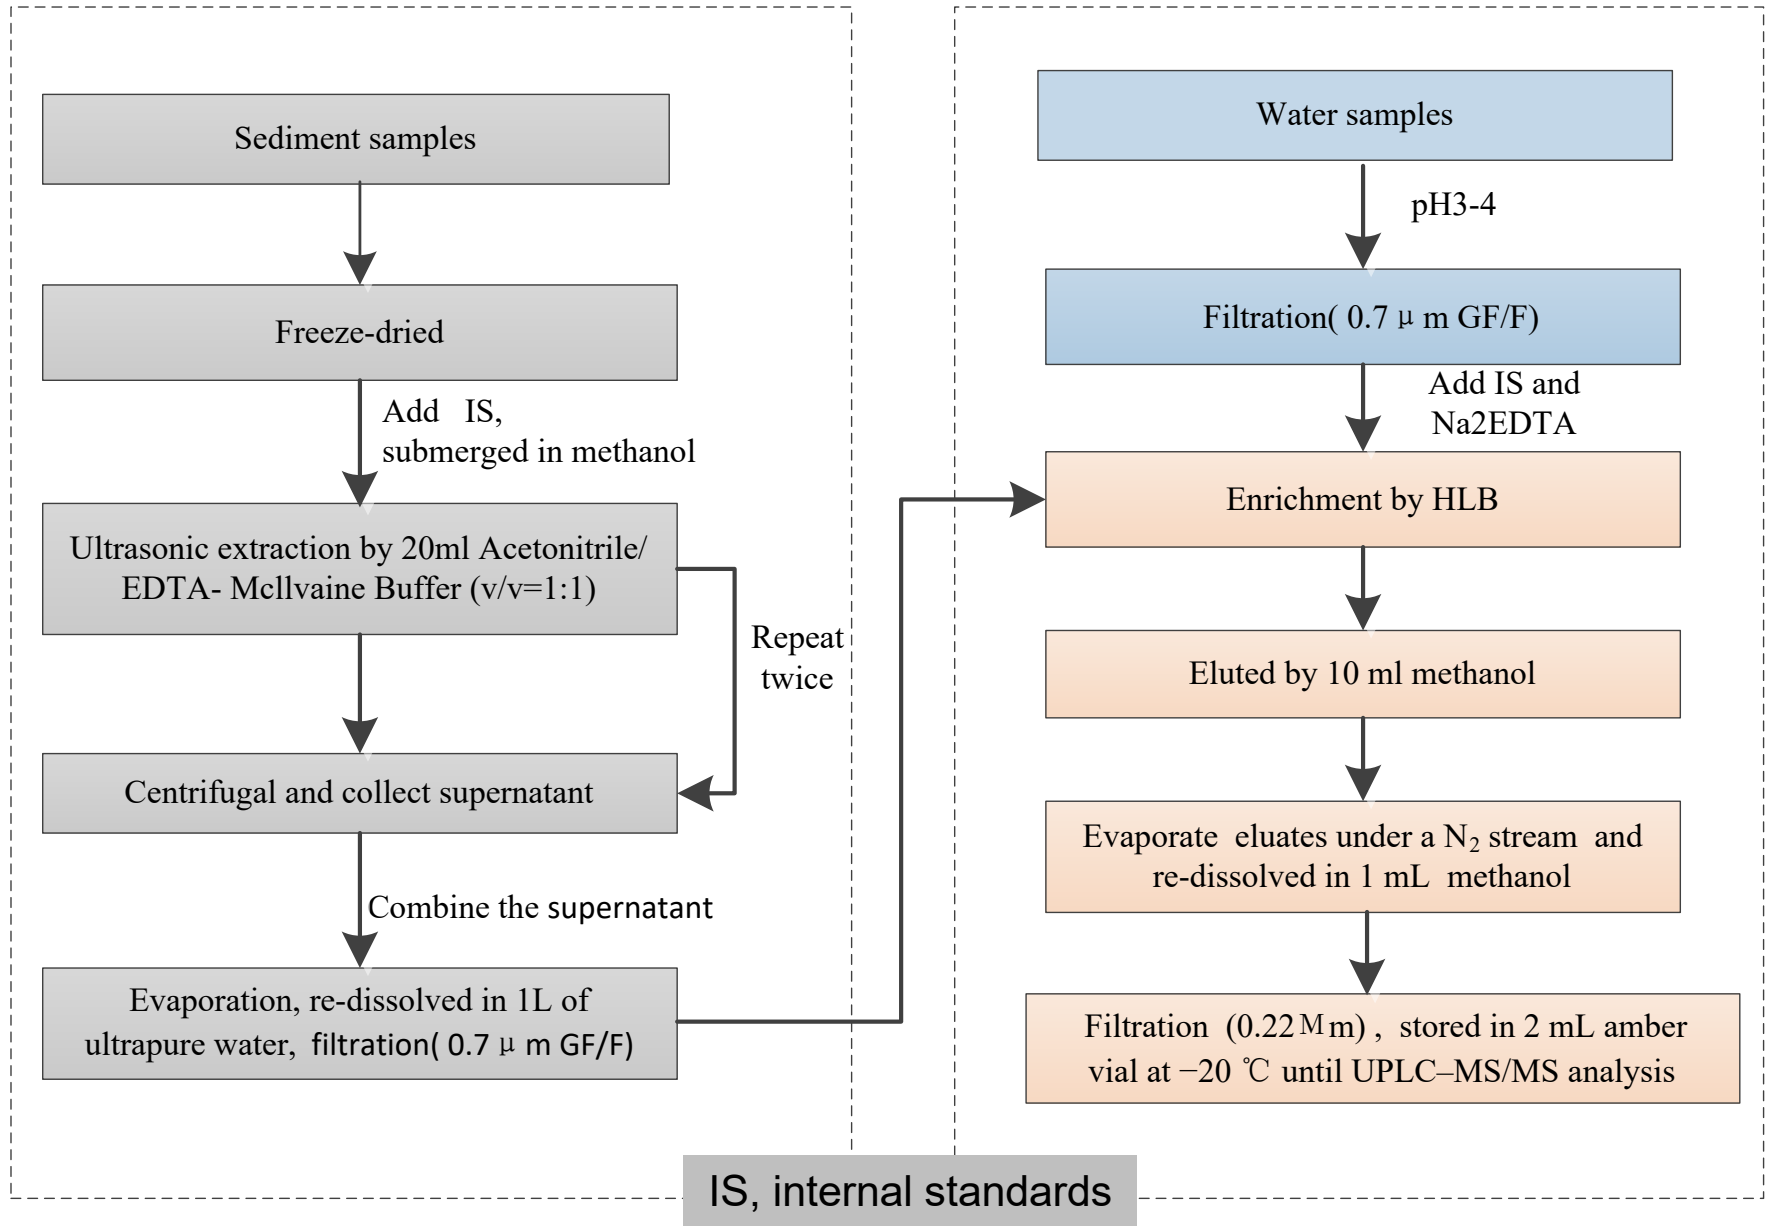 Sediment samples
Freeze-dried
Add IS,
submerged in methanol
Ultrasonic extraction by 20ml Acetonitrile/
EDTA- Mcllvaine Buffer (v/v=1:1)
Repeat
twice
Centrifugal and collect supernatant
Combine the supernatant
Evaporation, re-dissolved in 1L of
ultrapure water, filtration( 0.7 μ m GF/F)
Water samples
pH3-4
Filtration( 0.7 μ m GF/F)
Add IS and
Na2EDTA
Enrichment by HLB
Eluted by 10 ml methanol
Evaporate eluates under a N₂ stream and
re-dissolved in 1 mL methanol
Filtration (0.22 M m) , stored in 2 mL amber
vial at −20 ℃ until UPLC–MS/MS analysis
IS, internal standards